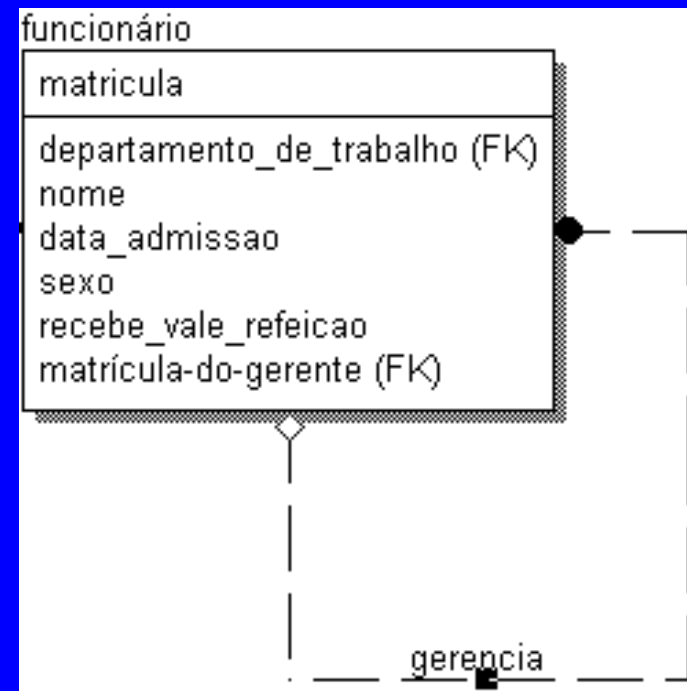 funcionário
matricula
departamento_de_trabalho (FK)
nome
data_admissao
sexo
recebe_vale_refeicao
matrícula-do-gerente (FK)
gerencia